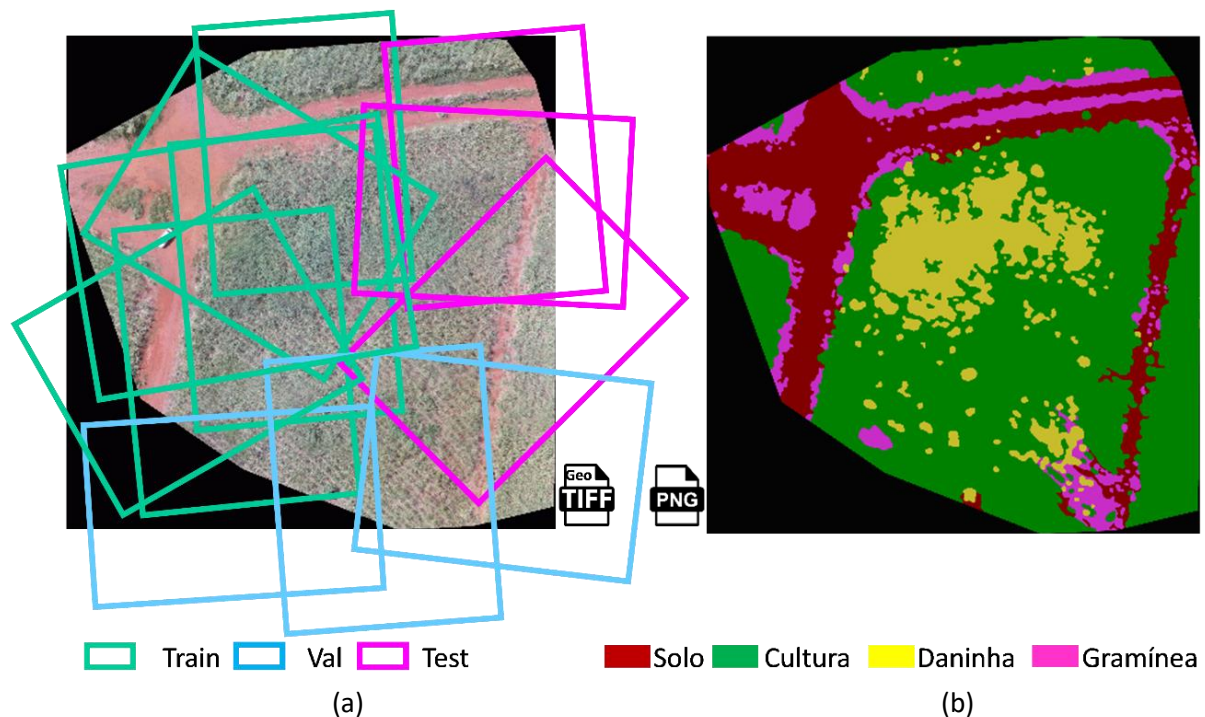 Geo
TIFF
PNG
Train Val Test
Solo Cultura Daninha Gramínea
(a) (b)